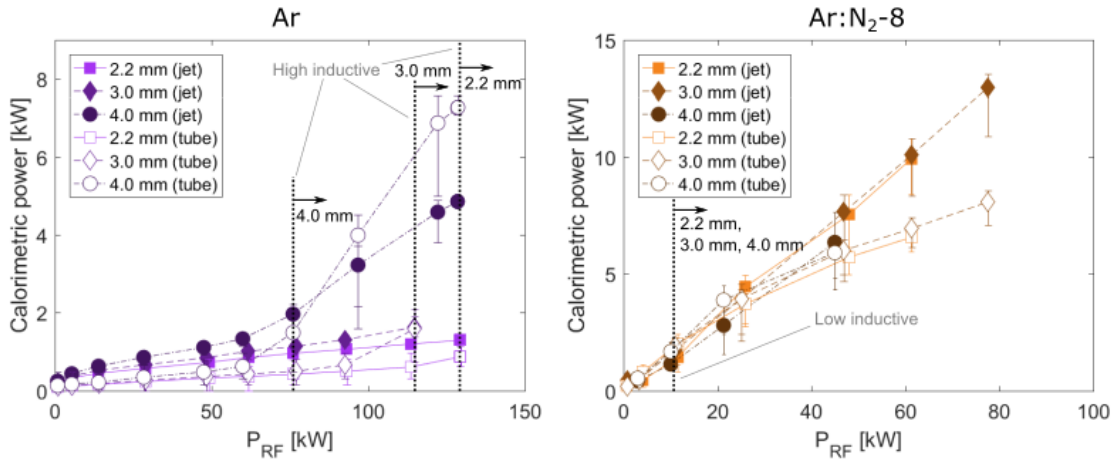 Ar
Calorimetric power [kW]
8
6
4
2
0
0
50
100
150
P_RF [kW]
2.2 mm (jet)
3.0 mm (jet)
4.0 mm (jet)
2.2 mm (tube)
3.0 mm (tube)
4.0 mm (tube)
High inductive
3.0 mm
2.2 mm
4.0 mm
Ar:N₂-8
Calorimetric power [kW]
15
10
5
0
0
20
40
60
80
100
P_RF [kW]
2.2 mm (jet)
3.0 mm (jet)
4.0 mm (jet)
2.2 mm (tube)
3.0 mm (tube)
4.0 mm (tube)
2.2 mm,
3.0 mm, 4.0 mm
Low inductive